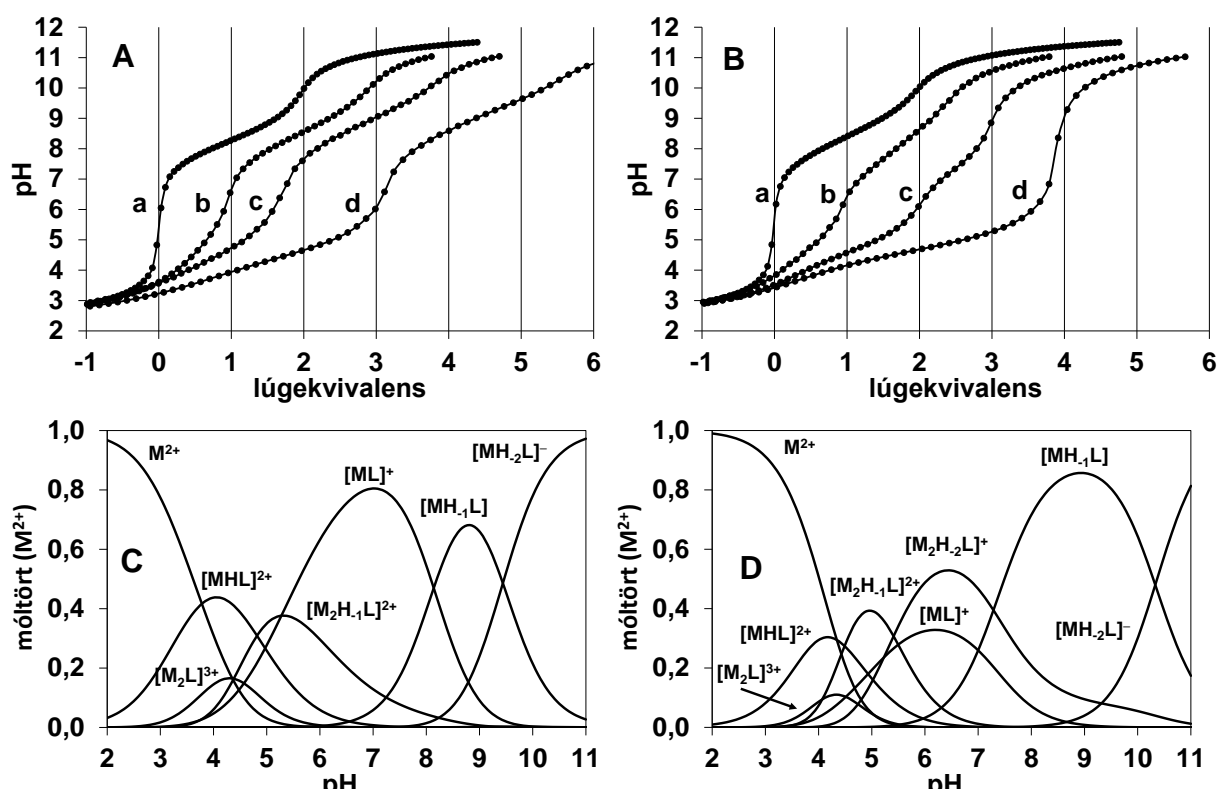 12
11
10
9
8
7
6
5
4
3
2
pH
A
a
b
c
d
-1 0 1 2 3 4 5 6
lúgekvivalens
12
11
10
9
8
7
6
5
4
3
2
pH
B
a
b
c
d
-1 0 1 2 3 4 5 6
lúgekvivalens
1,0
0,8
0,6
0,4
0,2
0,0
móltört (M²⁺)
C
M²⁺
[MHL]²⁺
[M₂L]³⁺
[ML]⁺
[M₂H₋₁L]²⁺
[MH₋₁L]
[MH₋₂L]⁻
2 3 4 5 6 7 8 9 10 11
pH
1,0
0,8
0,6
0,4
0,2
0,0
móltört (M²⁺)
D
M²⁺
[MH₋₁L]
[M₂H₋₂L]⁺
[M₂H₋₁L]²⁺
[ML]⁺
[MHL]²⁺
[M₂L]³⁺
[MH₋₂L]⁻
2 3 4 5 6 7 8 9 10 11
pH